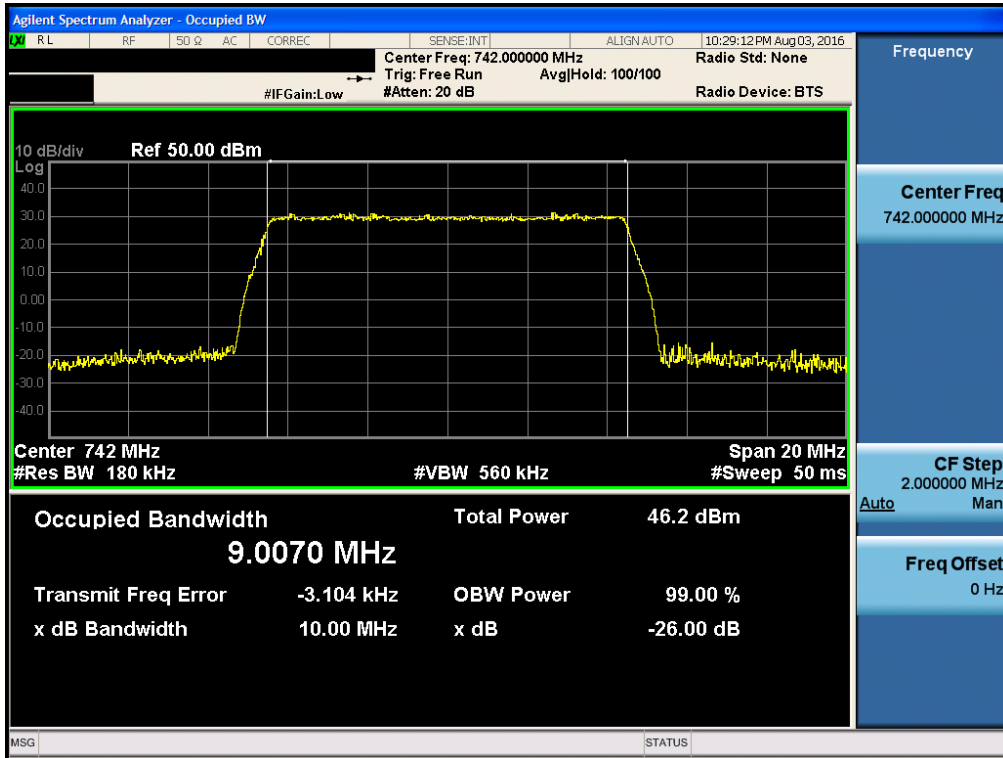 Agilent Spectrum Analyzer - Occupied BW
LXI RL RF 50 Ω AC CORREC SENSE:INT ALIGN AUTO 10:29:12 PM Aug 03, 2016
Center Freq: 742.000000 MHz Radio Std: None
Trig: Free Run Avg|Hold: 100/100
#IFGain:Low #Atten: 20 dB Radio Device: BTS
10 dB/div Ref 50.00 dBm
Log
40.0
30.0
20.0
10.0
0.00
-10.0
-20.0
-30.0
-40.0
Center 742 MHz Span 20 MHz
#Res BW 180 kHz #VBW 560 kHz #Sweep 50 ms
Occupied Bandwidth Total Power 46.2 dBm
9.0070 MHz
Transmit Freq Error -3.104 kHz OBW Power 99.00 %
x dB Bandwidth 10.00 MHz x dB -26.00 dB
MSG STATUS
Frequency
Center Freq
742.000000 MHz
CF Step
2.000000 MHz
Auto Man
Freq Offset
0 Hz